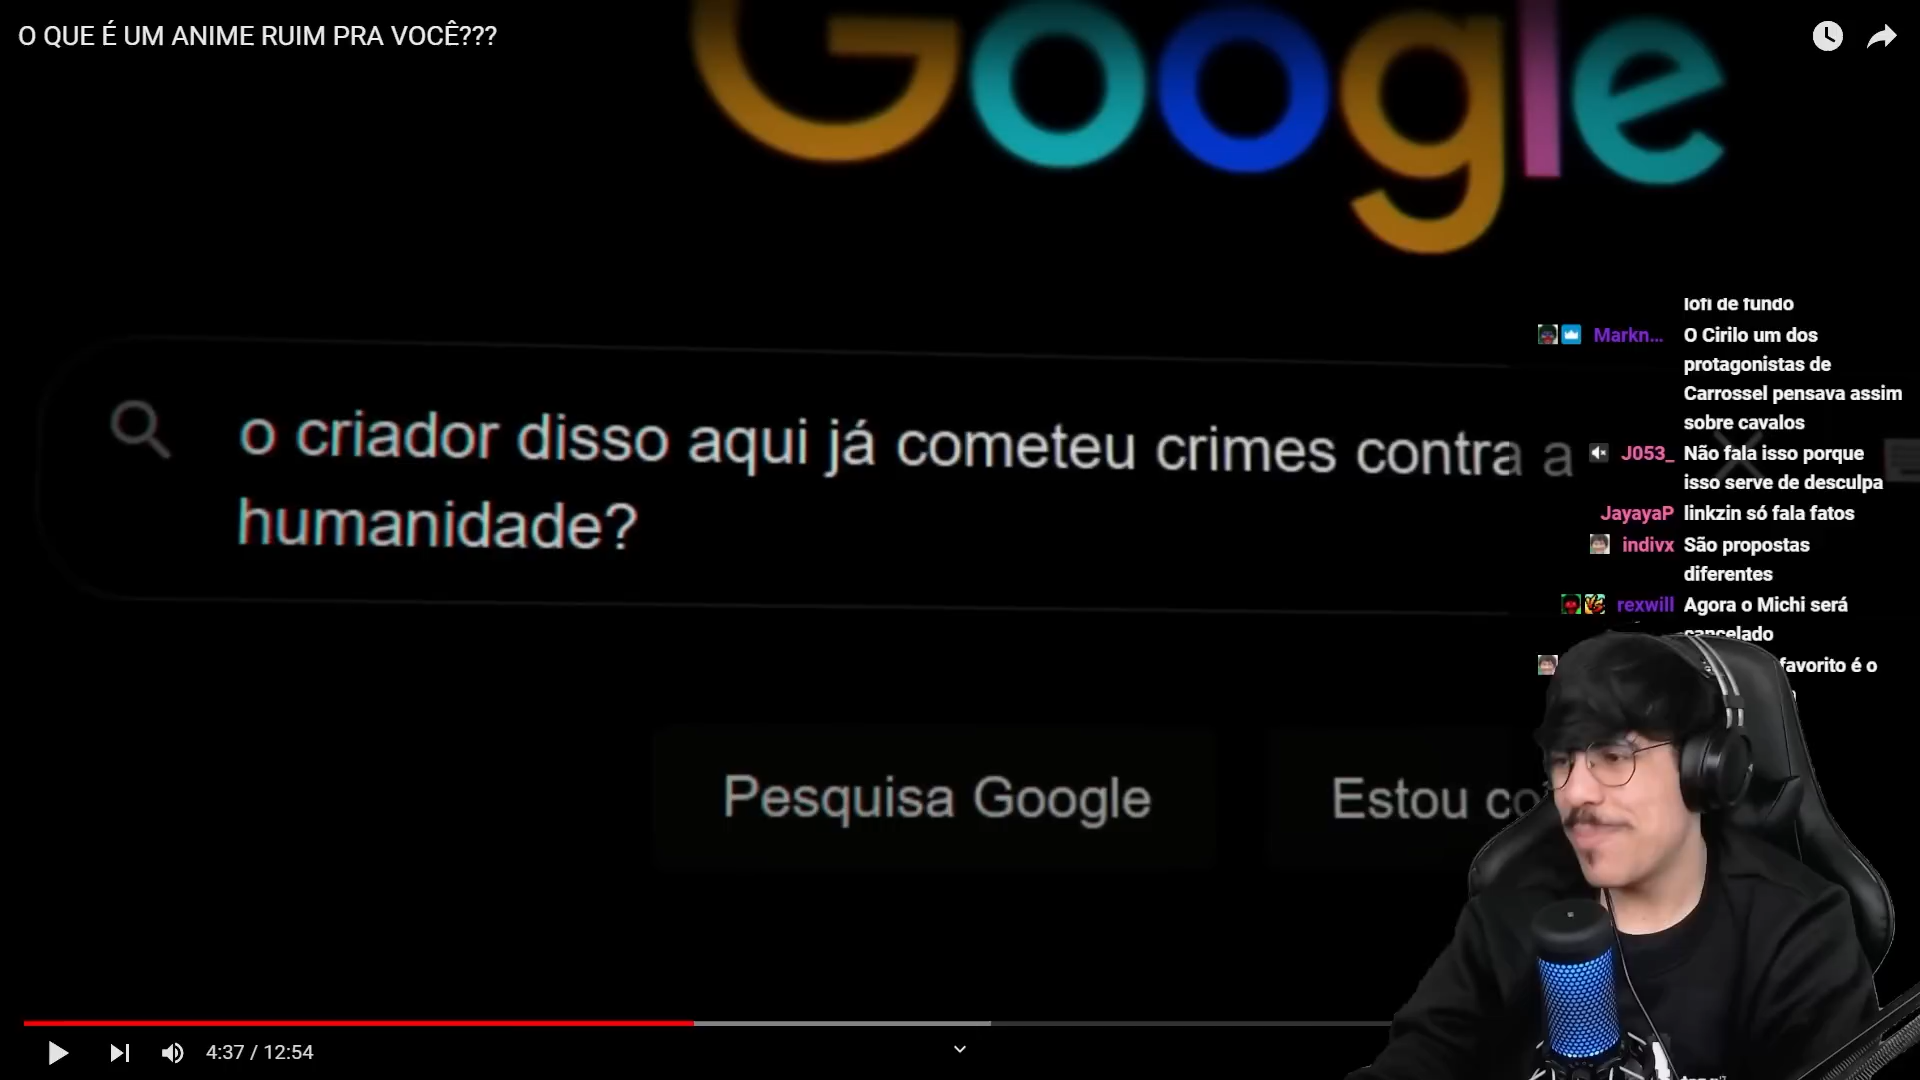 O QUE É UM ANIME RUIM PRA VOCÊ???
Google
o criador disso aqui já cometeu crimes contra a
humanidade?
Pesquisa Google
Estou
lofi de fundo
Markn... O Cirilo um dos
protagonistas de
Carrossel pensava assim
sobre cavalos
J053_ Não fala isso porque
isso serve de desculpa
JayayaP linkzin só fala fatos
indivx São propostas
diferentes
rexwill Agora o Michi será
cancelado
favorito é o
4:37 / 12:54